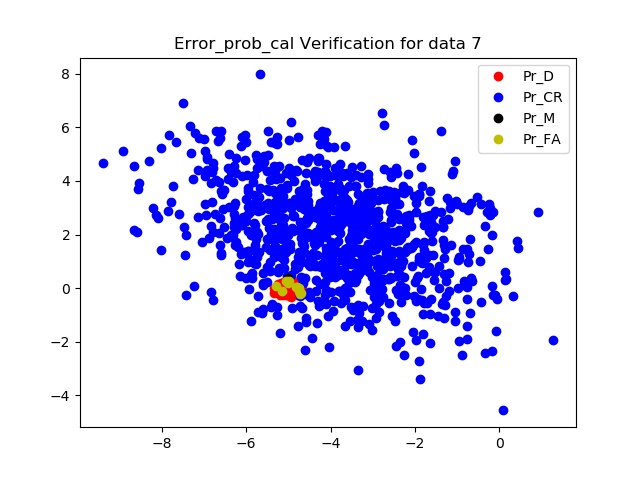 Error_prob_cal Verification for data 7
Pr_D
Pr_CR
Pr_M
Pr_FA
8
6
4
2
0
−2
−4
−8
−6
−4
−2
0